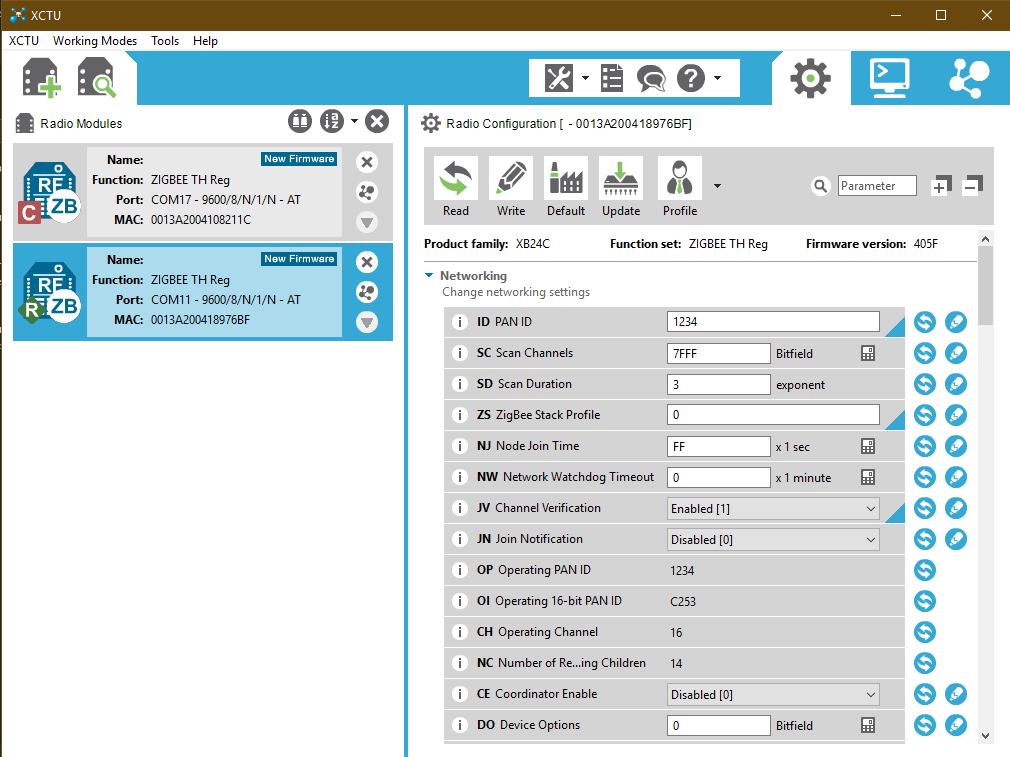 XCTU
XCTU Working Modes Tools Help
Radio Modules
Name: New Firmware
Function: ZIGBEE TH Reg
Port: COM17 - 9600/8/N/1/N - AT
MAC: 0013A2004108211C
RF
C ZB
Name: New Firmware
Function: ZIGBEE TH Reg
Port: COM11 - 9600/8/N/1/N - AT
MAC: 0013A200418976BF
RF
R ZB
Radio Configuration [ - 0013A200418976BF]
Read Write Default Update Profile Parameter
Product family: XB24C Function set: ZIGBEE TH Reg Firmware version: 405F
Networking
Change networking settings
i ID PAN ID 1234
i SC Scan Channels 7FFF Bitfield
i SD Scan Duration 3 exponent
i ZS ZigBee Stack Profile 0
i NJ Node Join Time FF x 1 sec
i NW Network Watchdog Timeout 0 x 1 minute
i JV Channel Verification Enabled [1]
i JN Join Notification Disabled [0]
i OP Operating PAN ID 1234
i OI Operating 16-bit PAN ID C253
i CH Operating Channel 16
i NC Number of Re...ing Children 14
i CE Coordinator Enable Disabled [0]
i DO Device Options 0 Bitfield